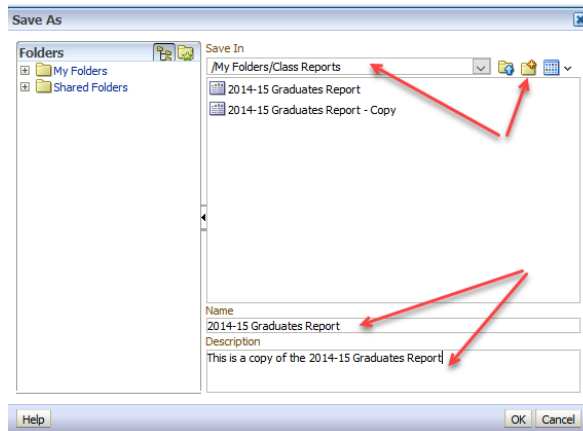 Save As
Folders
My Folders
Shared Folders
Save In
/My Folders/Class Reports
2014-15 Graduates Report
2014-15 Graduates Report - Copy
Name
2014-15 Graduates Report
Description
This is a copy of the 2014-15 Graduates Report
Help
OK Cancel